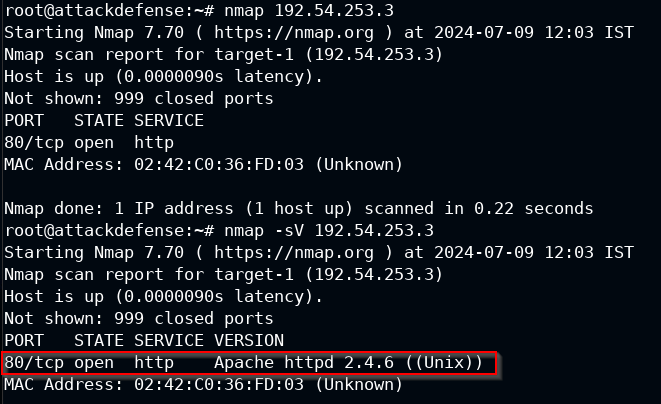 root@attackdefense:~# nmap 192.54.253.3
Starting Nmap 7.70 ( https://nmap.org ) at 2024-07-09 12:03 IST
Nmap scan report for target-1 (192.54.253.3)
Host is up (0.0000090s latency).
Not shown: 999 closed ports
PORT   STATE SERVICE
80/tcp open  http
MAC Address: 02:42:C0:36:FD:03 (Unknown)

Nmap done: 1 IP address (1 host up) scanned in 0.22 seconds
root@attackdefense:~# nmap -sV 192.54.253.3
Starting Nmap 7.70 ( https://nmap.org ) at 2024-07-09 12:03 IST
Nmap scan report for target-1 (192.54.253.3)
Host is up (0.0000090s latency).
Not shown: 999 closed ports
PORT   STATE SERVICE VERSION
80/tcp open  http    Apache httpd 2.4.6 ((Unix))
MAC Address: 02:42:C0:36:FD:03 (Unknown)